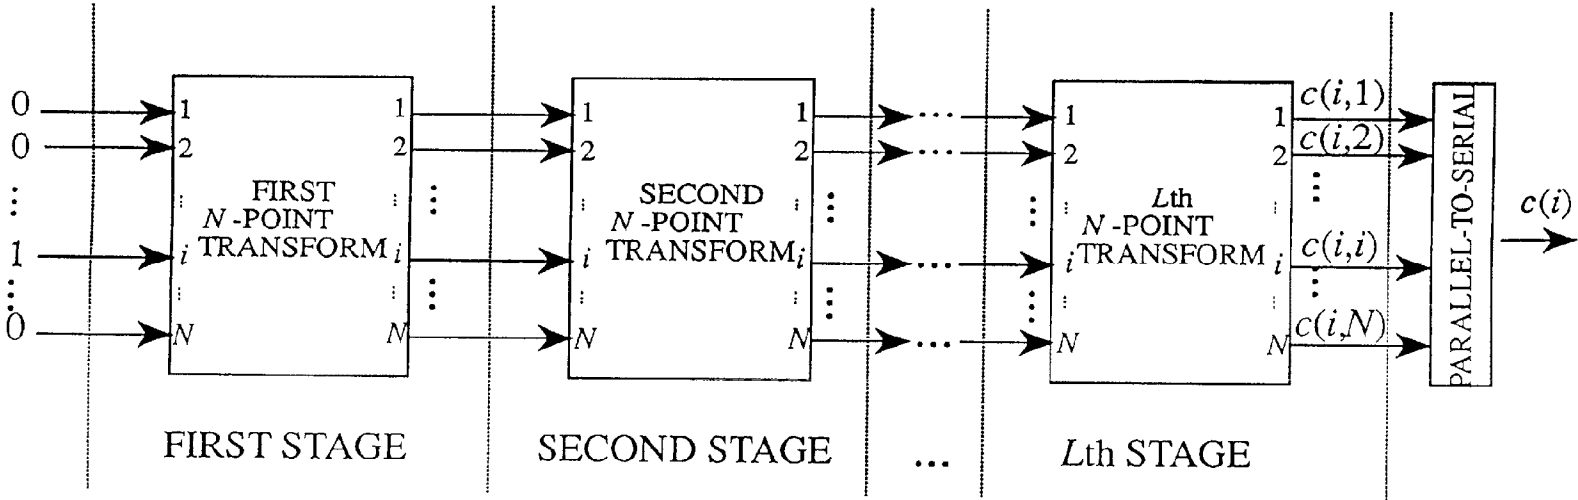 0
0
⋮
1
⋮
0
1
2
⋮
i
⋮
N
FIRST
N-POINT
TRANSFORM
1
2
⋮
i
⋮
N
⋮
⋮
1
2
⋮
i
⋮
N
SECOND
N-POINT
TRANSFORM
1
2
⋮
i
⋮
N
⋮
⋮
...
...
...
...
⋮
⋮
1
2
⋮
i
⋮
N
Lth
N-POINT
TRANSFORM
1
2
⋮
i
⋮
N
c(i,1)
c(i,2)
⋮
c(i,i)
⋮
c(i,N)
PARALLEL-TO-SERIAL
c(i)
FIRST STAGE
SECOND STAGE
...
Lth STAGE